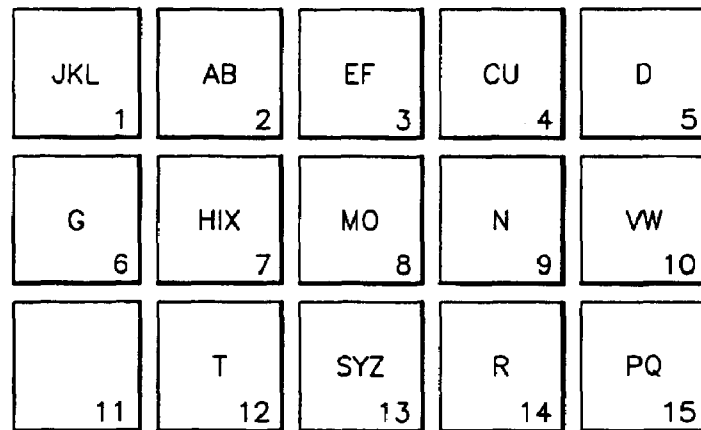 JKL AB EF CU D
1 2 3 4 5
G HIX MO N VW
6 7 8 9 10
T SYZ R PQ
11 12 13 14 15